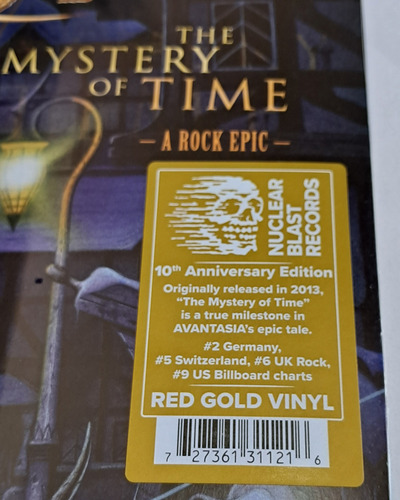 THE
MYSTERY
OF TIME
– A ROCK EPIC –
NUCLEAR
BLAST
RECORDS
10th Anniversary Edition
Originally released in 2013,
"The Mystery of Time"
is a true milestone in
AVANTASIA's epic tale.
#2 Germany,
#5 Switzerland, #6 UK Rock,
#9 US Billboard charts
RED GOLD VINYL
7 27361 31121 6